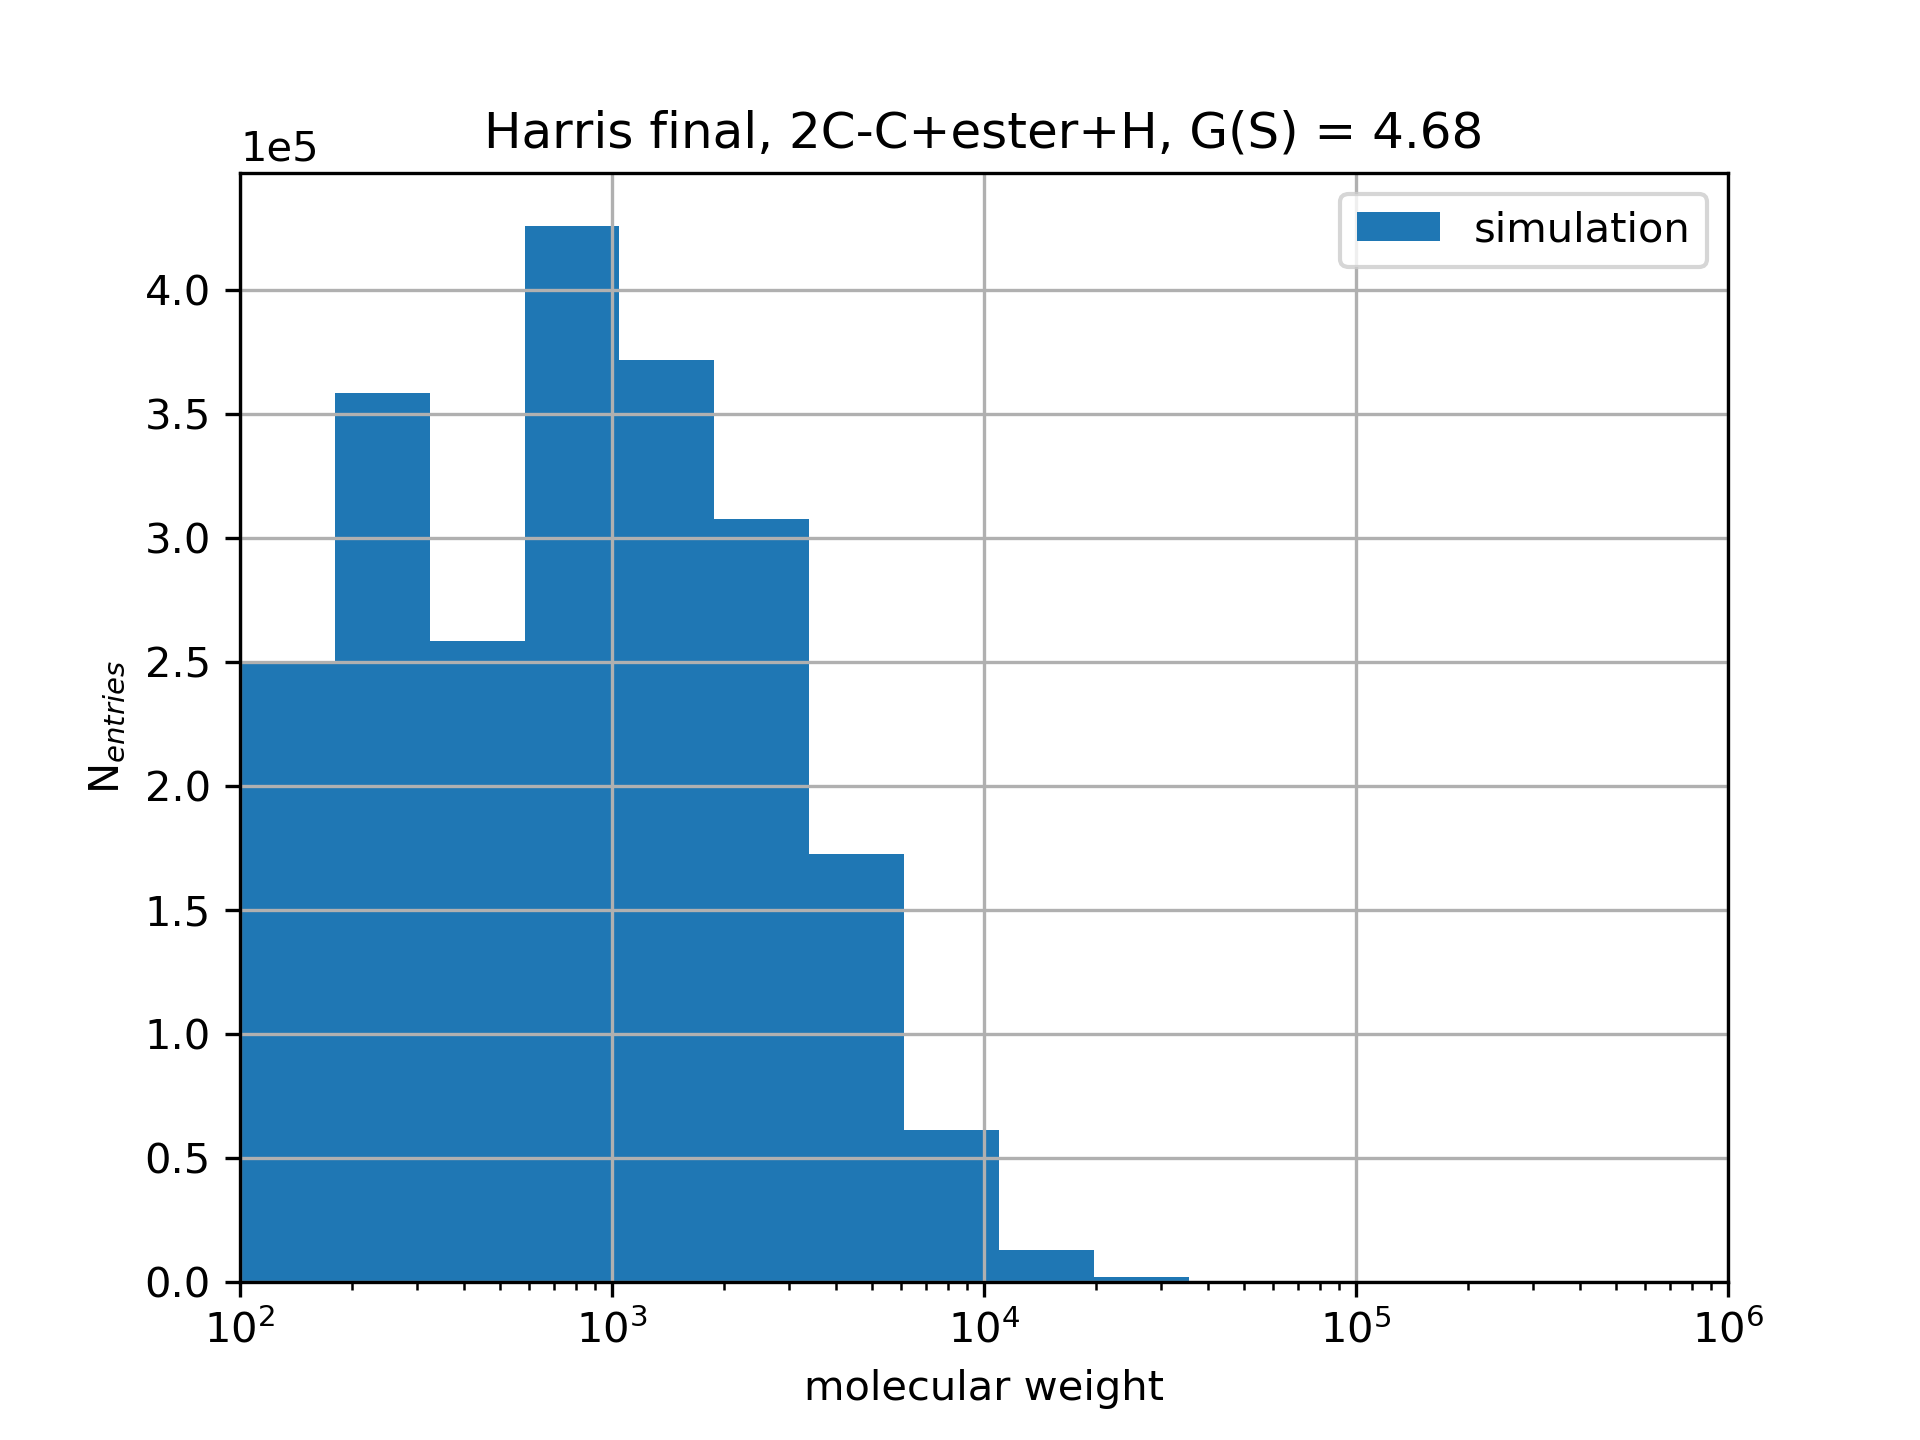 Harris final, 2C-C+ester+H, G(S) = 4.68
1e5
simulation
4.0
3.5
3.0
2.5
2.0
1.5
1.0
0.5
0.0
N_entries
10^2 10^3 10^4 10^5 10^6
molecular weight